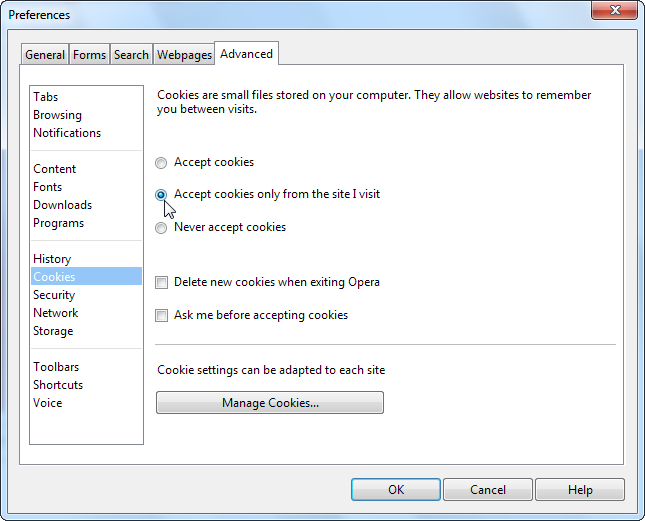 Preferences
General Forms Search Webpages Advanced
Tabs
Browsing
Notifications
Content
Fonts
Downloads
Programs
History
Cookies
Security
Network
Storage
Toolbars
Shortcuts
Voice
Cookies are small files stored on your computer. They allow websites to remember
you between visits.
Accept cookies
Accept cookies only from the site I visit
Never accept cookies
Delete new cookies when exiting Opera
Ask me before accepting cookies
Cookie settings can be adapted to each site
Manage Cookies...
OK Cancel Help